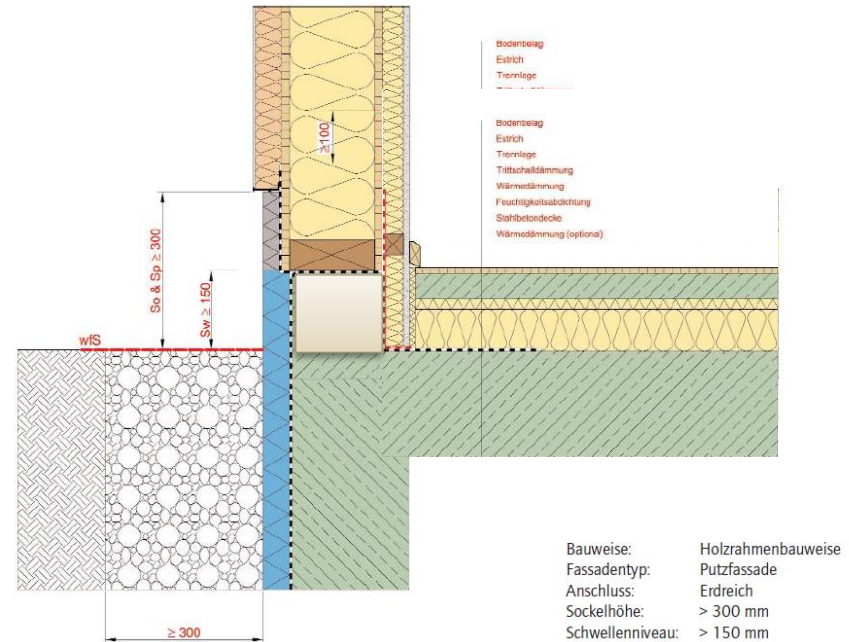 Bodenbelag
Estrich
Trennlage
Bodenbelag
Estrich
Trennlage
Trittschalldämmung
Wärmedämmung
Feuchtigkeitsabdichtung
Stahlbetondecke
Wärmedämmung (optional)
≥100
So & Sp ≥ 300
Sw ≥ 150
wfS
≥ 300
Bauweise: Holzrahmenbauweise
Fassadentyp: Putzfassade
Anschluss: Erdreich
Sockelhöhe: > 300 mm
Schwellenniveau: > 150 mm